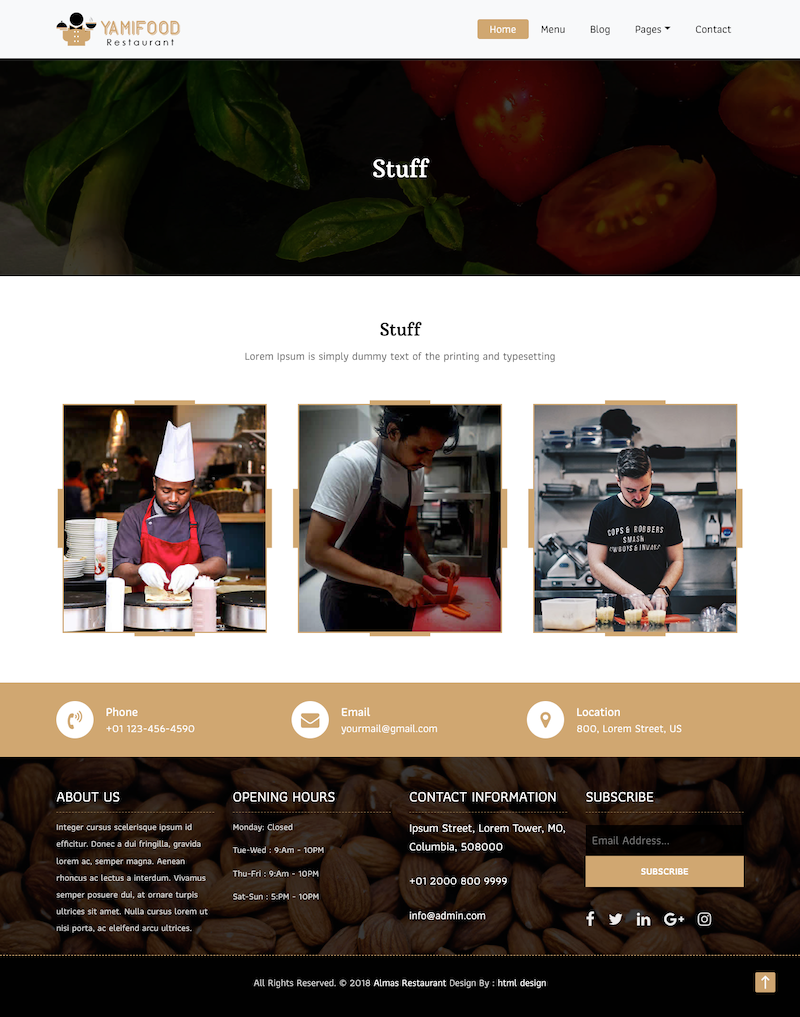 YAMIFOOD
Restaurant
Home Menu Blog Pages Contact
Stuff
Stuff
Lorem Ipsum is simply dummy text of the printing and typesetting
COPS & ROBBERS
SMASH
Phone
+01 123-456-4590
Email
yourmail@gmail.com
Location
800, Lorem Street, US
ABOUT US
Integer cursus scelerisque ipsum id
efficitur. Donec a dui fringilla, gravida
lorem ac, semper magna. Aenean
rhoncus ac lectus a interdum. Vivamus
semper posuere dui, at ornare turpis
ultrices sit amet. Nulla cursus lorem ut
nisi porta, ac eleifend arcu ultrices.
OPENING HOURS
Monday: Closed
Tue-Wed : 9:Am - 10PM
Thu-Fri : 9:Am - 10PM
Sat-Sun : 5:PM - 10PM
CONTACT INFORMATION
Ipsum Street, Lorem Tower, MO,
Columbia, 508000
+01 2000 800 9999
info@admin.com
SUBSCRIBE
Email Address...
SUBSCRIBE
All Rights Reserved. © 2018 Almas Restaurant Design By : html design